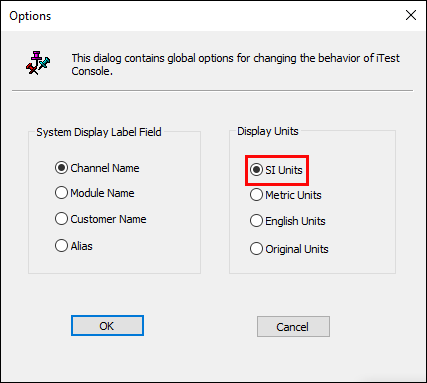 Options
This dialog contains global options for changing the behavior of iTest
Console.
System Display Label Field
Channel Name
Module Name
Customer Name
Alias
Display Units
SI Units
Metric Units
English Units
Original Units
OK
Cancel